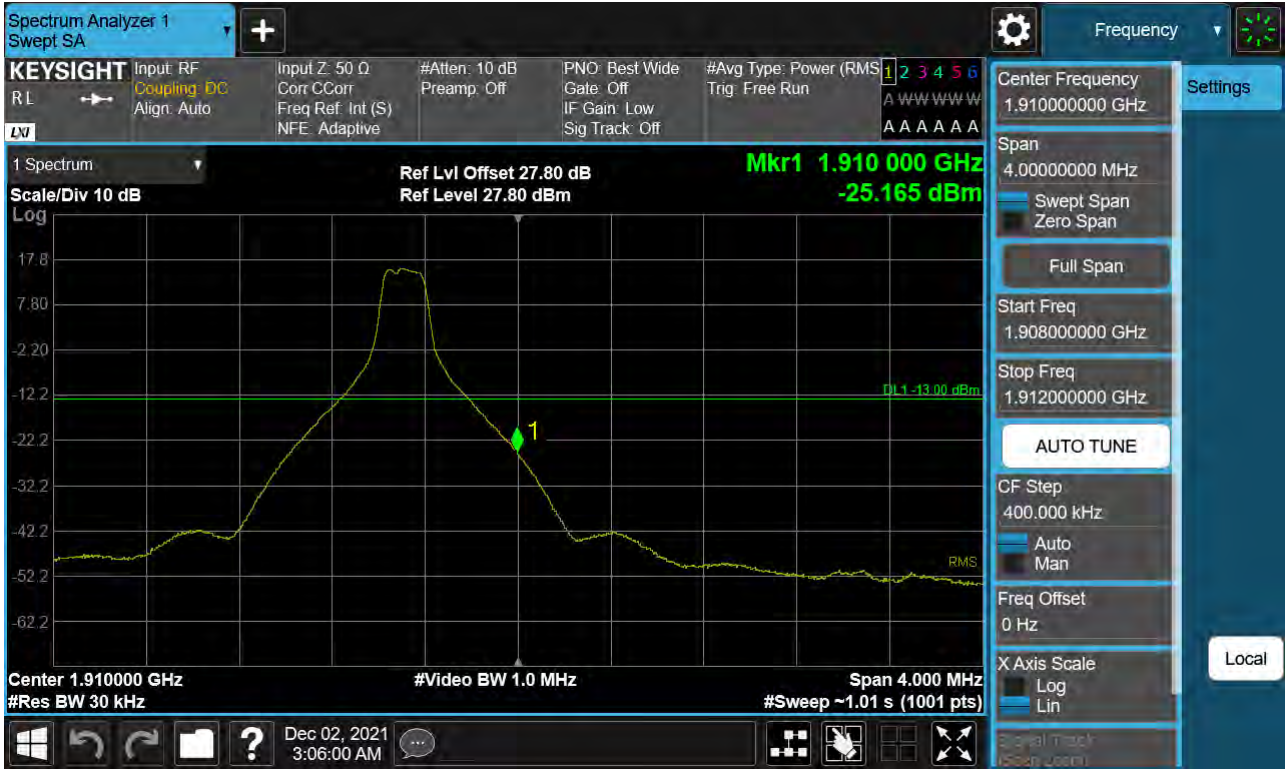 Spectrum Analyzer 1
Swept SA
+
Frequency
KEYSIGHT
R L
LXI
Input: RF
Coupling: DC
Align: Auto
Input Z: 50 Ω
Corr CCorr
Freq Ref: Int (S)
NFE: Adaptive
#Atten: 10 dB
Preamp: Off
PNO: Best Wide
Gate: Off
IF Gain: Low
Sig Track: Off
#Avg Type: Power (RMS
Trig: Free Run
1 2 3 4 5 6
A W W W W W
A A A A A A
1 Spectrum
Scale/Div 10 dB
Log
Ref Lvl Offset 27.80 dB
Ref Level 27.80 dBm
Mkr1 1.910 000 GHz
-25.165 dBm
17.8
7.80
-2.20
-12.2
DL1 -13.00 dBm
1
-22.2
-32.2
-42.2
RMS
-52.2
-62.2
Center 1.910000 GHz
#Video BW 1.0 MHz
Span 4.000 MHz
#Res BW 30 kHz
#Sweep ~1.01 s (1001 pts)
Center Frequency
1.910000000 GHz
Settings
Span
4.00000000 MHz
Swept Span
Zero Span
Full Span
Start Freq
1.908000000 GHz
Stop Freq
1.912000000 GHz
AUTO TUNE
CF Step
400.000 kHz
Auto
Man
Freq Offset
0 Hz
X Axis Scale
Log
Lin
Local
Signal Track
(Span Zoom)
?
Dec 02, 2021
3:06:00 AM